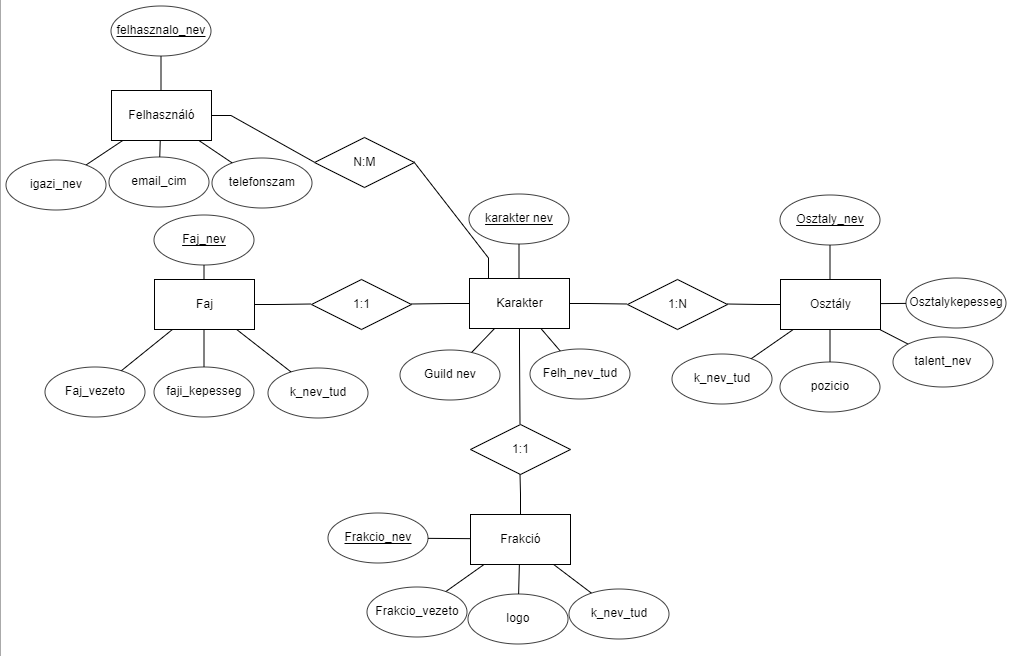 felhasznalo_nev
Felhasználó
igazi_nev
email_cim
telefonszam
N:M
Faj_nev
Faj
1:1
Faj_vezeto
faji_kepesseg
k_nev_tud
karakter nev
Karakter
Guild nev
Felh_nev_tud
1:N
Osztaly_nev
Osztály
Osztalykepesseg
talent_nev
k_nev_tud
pozicio
1:1
Frakcio_nev
Frakció
Frakcio_vezeto
logo
k_nev_tud